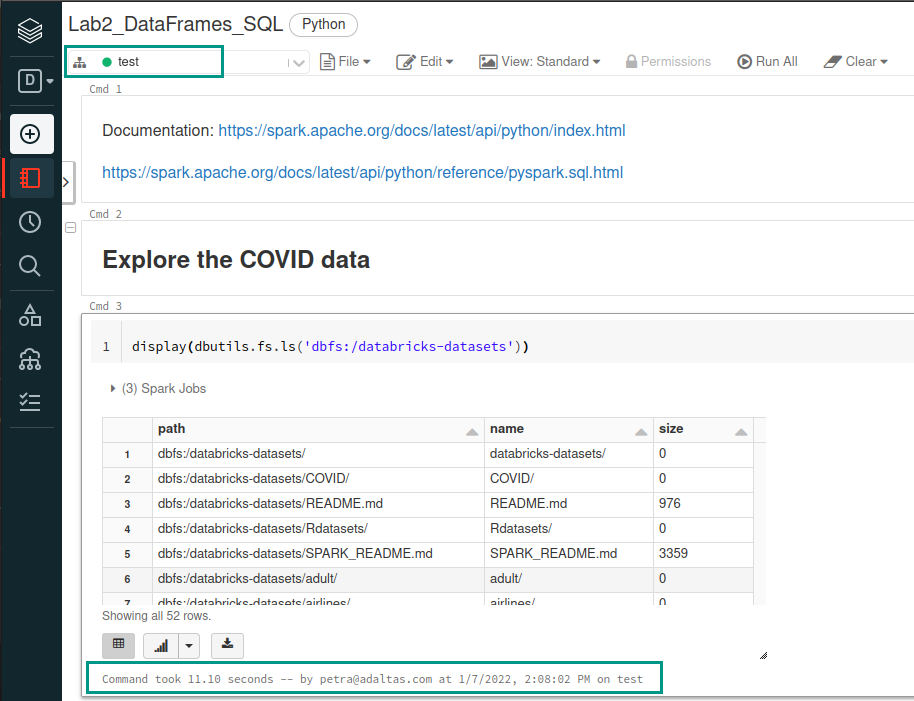 Lab2_DataFrames_SQL Python
D
test File Edit View: Standard Permissions Run All Clear
Cmd 1
Documentation: https://spark.apache.org/docs/latest/api/python/index.html
https://spark.apache.org/docs/latest/api/python/reference/pyspark.sql.html
Cmd 2
Explore the COVID data
Cmd 3
1 display(dbutils.fs.ls('dbfs:/databricks-datasets'))
(3) Spark Jobs
path name size
1 dbfs:/databricks-datasets/ databricks-datasets/ 0
2 dbfs:/databricks-datasets/COVID/ COVID/ 0
3 dbfs:/databricks-datasets/README.md README.md 976
4 dbfs:/databricks-datasets/Rdatasets/ Rdatasets/ 0
5 dbfs:/databricks-datasets/SPARK_README.md SPARK_README.md 3359
6 dbfs:/databricks-datasets/adult/ adult/ 0
7 dbfs:/databricks-datasets/airlines/ airlines/ 0
Showing all 52 rows.
Command took 11.10 seconds -- by petra@adaltas.com at 1/7/2022, 2:08:02 PM on test